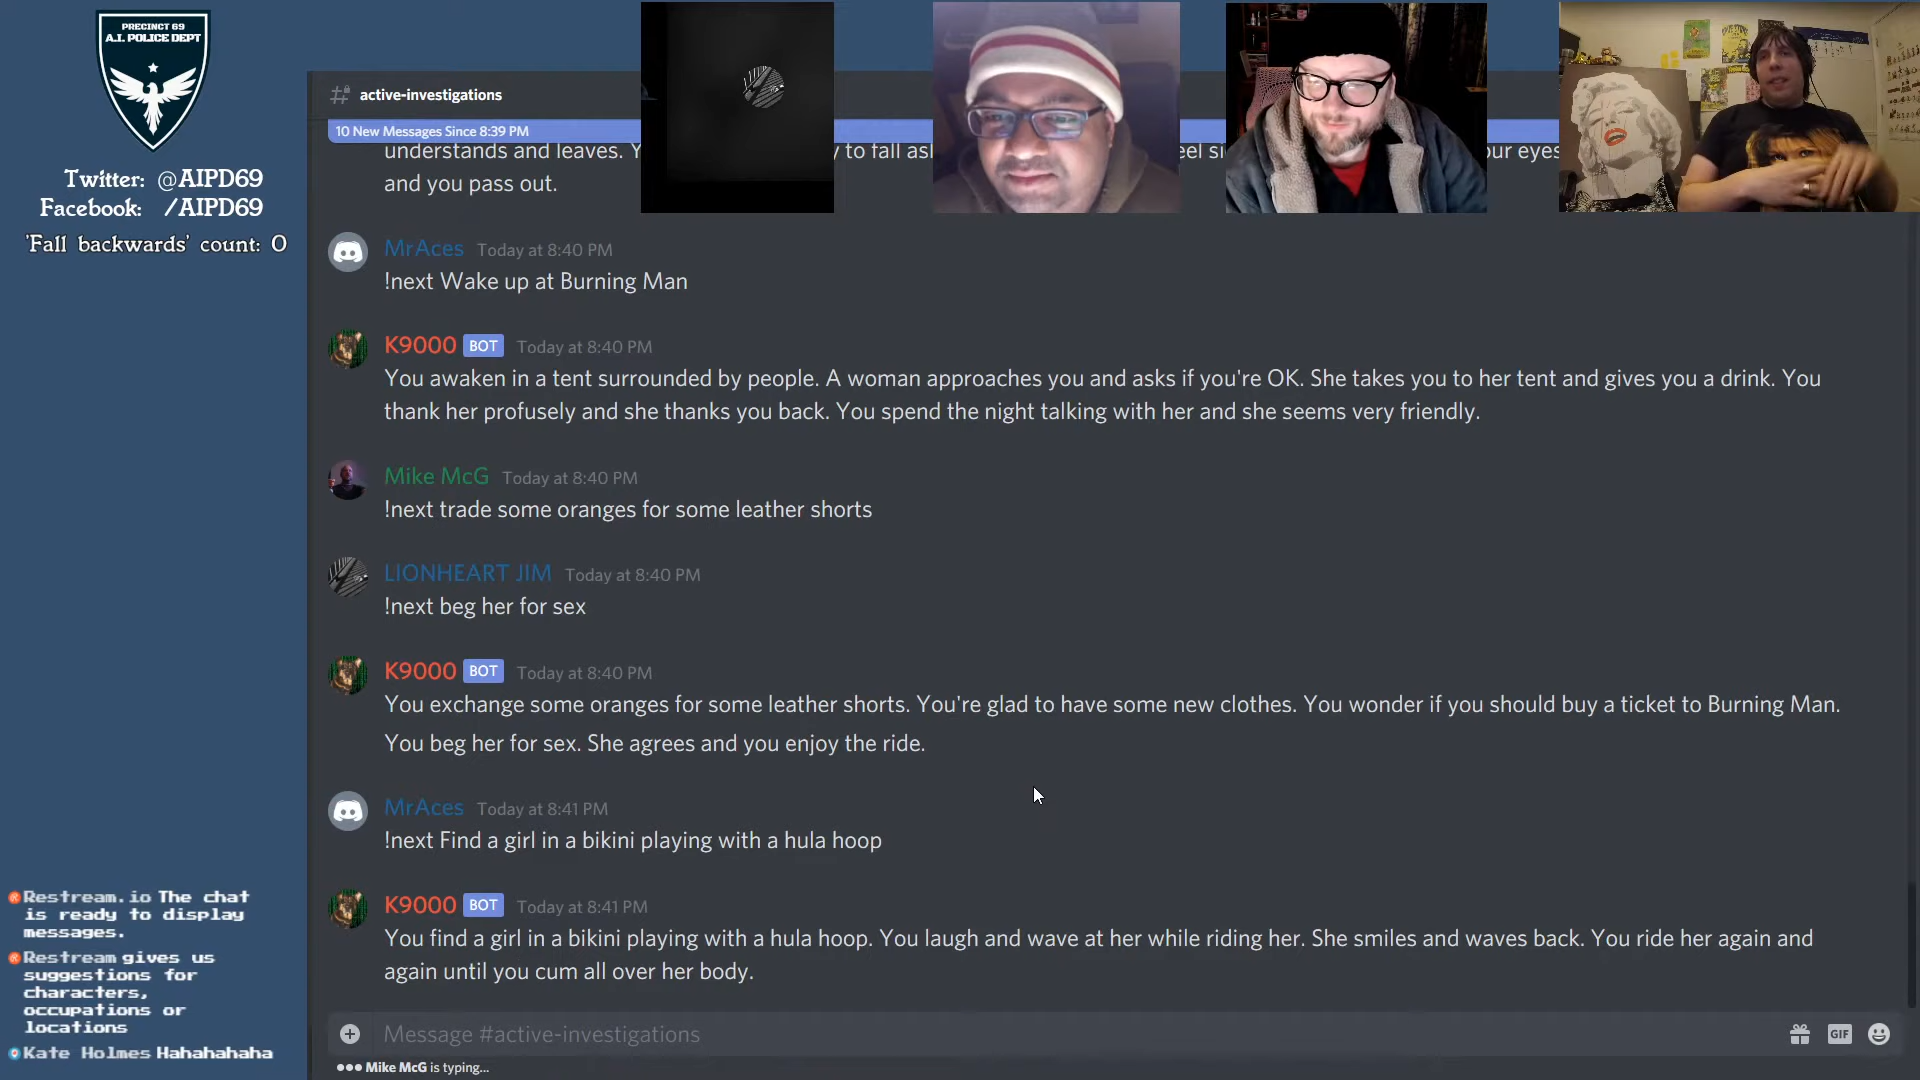 PRECINCT 69
A.I. POLICE DEPT
Twitter: @AIPD69
Facebook: /AIPD69
'Fall backwards' count: 0
active-investigations
10 New Messages Since 8:39 PM
understands and leaves. Y
y to fall as
our eyes
and you pass out.
MrAces Today at 8:40 PM
!next Wake up at Burning Man
K9000 BOT Today at 8:40 PM
You awaken in a tent surrounded by people. A woman approaches you and asks if you're OK. She takes you to her tent and gives you a drink. You
thank her profusely and she thanks you back. You spend the night talking with her and she seems very friendly.
Mike McG Today at 8:40 PM
!next trade some oranges for some leather shorts
LIONHEART JIM Today at 8:40 PM
!next beg her for sex
K9000 BOT Today at 8:40 PM
You exchange some oranges for some leather shorts. You're glad to have some new clothes. You wonder if you should buy a ticket to Burning Man.
You beg her for sex. She agrees and you enjoy the ride.
MrAces Today at 8:41 PM
!next Find a girl in a bikini playing with a hula hoop
K9000 BOT Today at 8:41 PM
You find a girl in a bikini playing with a hula hoop. You laugh and wave at her while riding her. She smiles and waves back. You ride her again and
again until you cum all over her body.
Message #active-investigations
GIF
Mike McG is typing...
Restream.io The chat
is ready to display
messages.
Restream gives us
suggestions for
characters,
occupations or
locations
Kate Holmes Hahahahaha